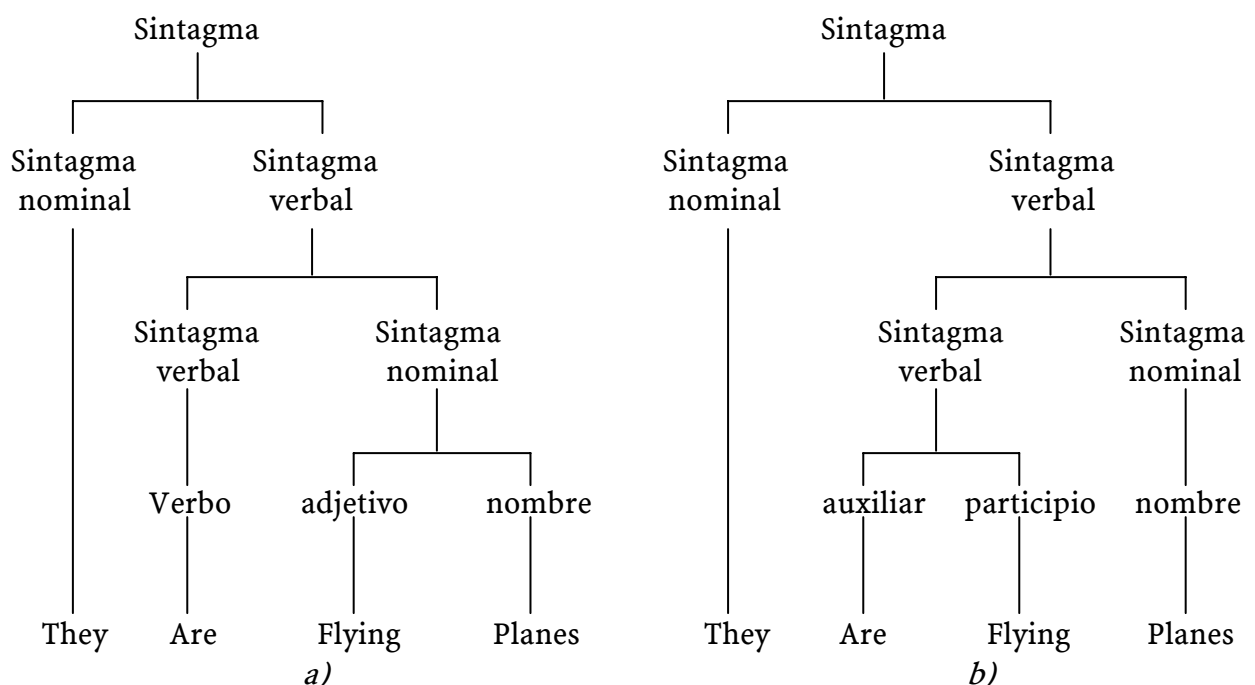 Sintagma
Sintagma
nominal
Sintagma
verbal
Sintagma
verbal
Sintagma
nominal
Verbo
adjetivo
nombre
They
Are
Flying
Planes
a)
Sintagma
Sintagma
nominal
Sintagma
verbal
Sintagma
verbal
Sintagma
nominal
auxiliar
participio
nombre
They
Are
Flying
Planes
b)